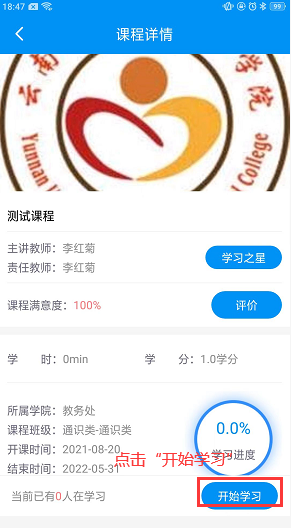 18:47
99
课程详情
云南
学院
Yunnan
College
测试课程
主讲教师：李红菊
责任教师：李红菊
学习之星
课程满意度：100%
评价
学 时：0min 学 分：1.0学分
所属学院：教务处
课程班级：通识类-通识类
开课时间：2021-08-20
结束时间：2022-05-31
0.0%
学习进度
点击“开始学习”
当前已有0人在学习
开始学习